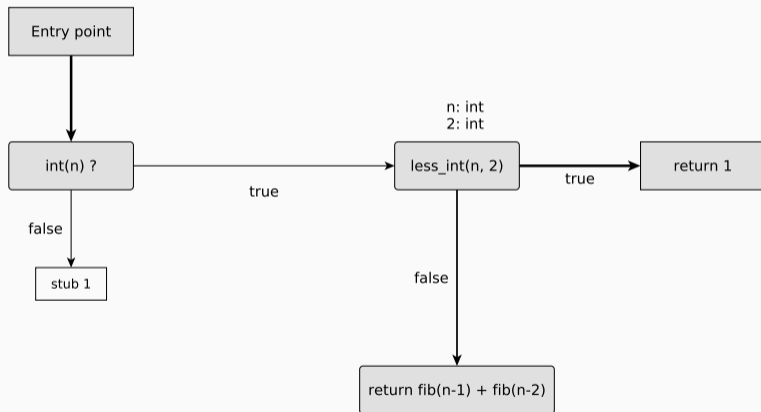 Entry point
n: int
2: int
int(n) ?
less_int(n, 2)
return 1
true
true
false
stub 1
false
return fib(n-1) + fib(n-2)